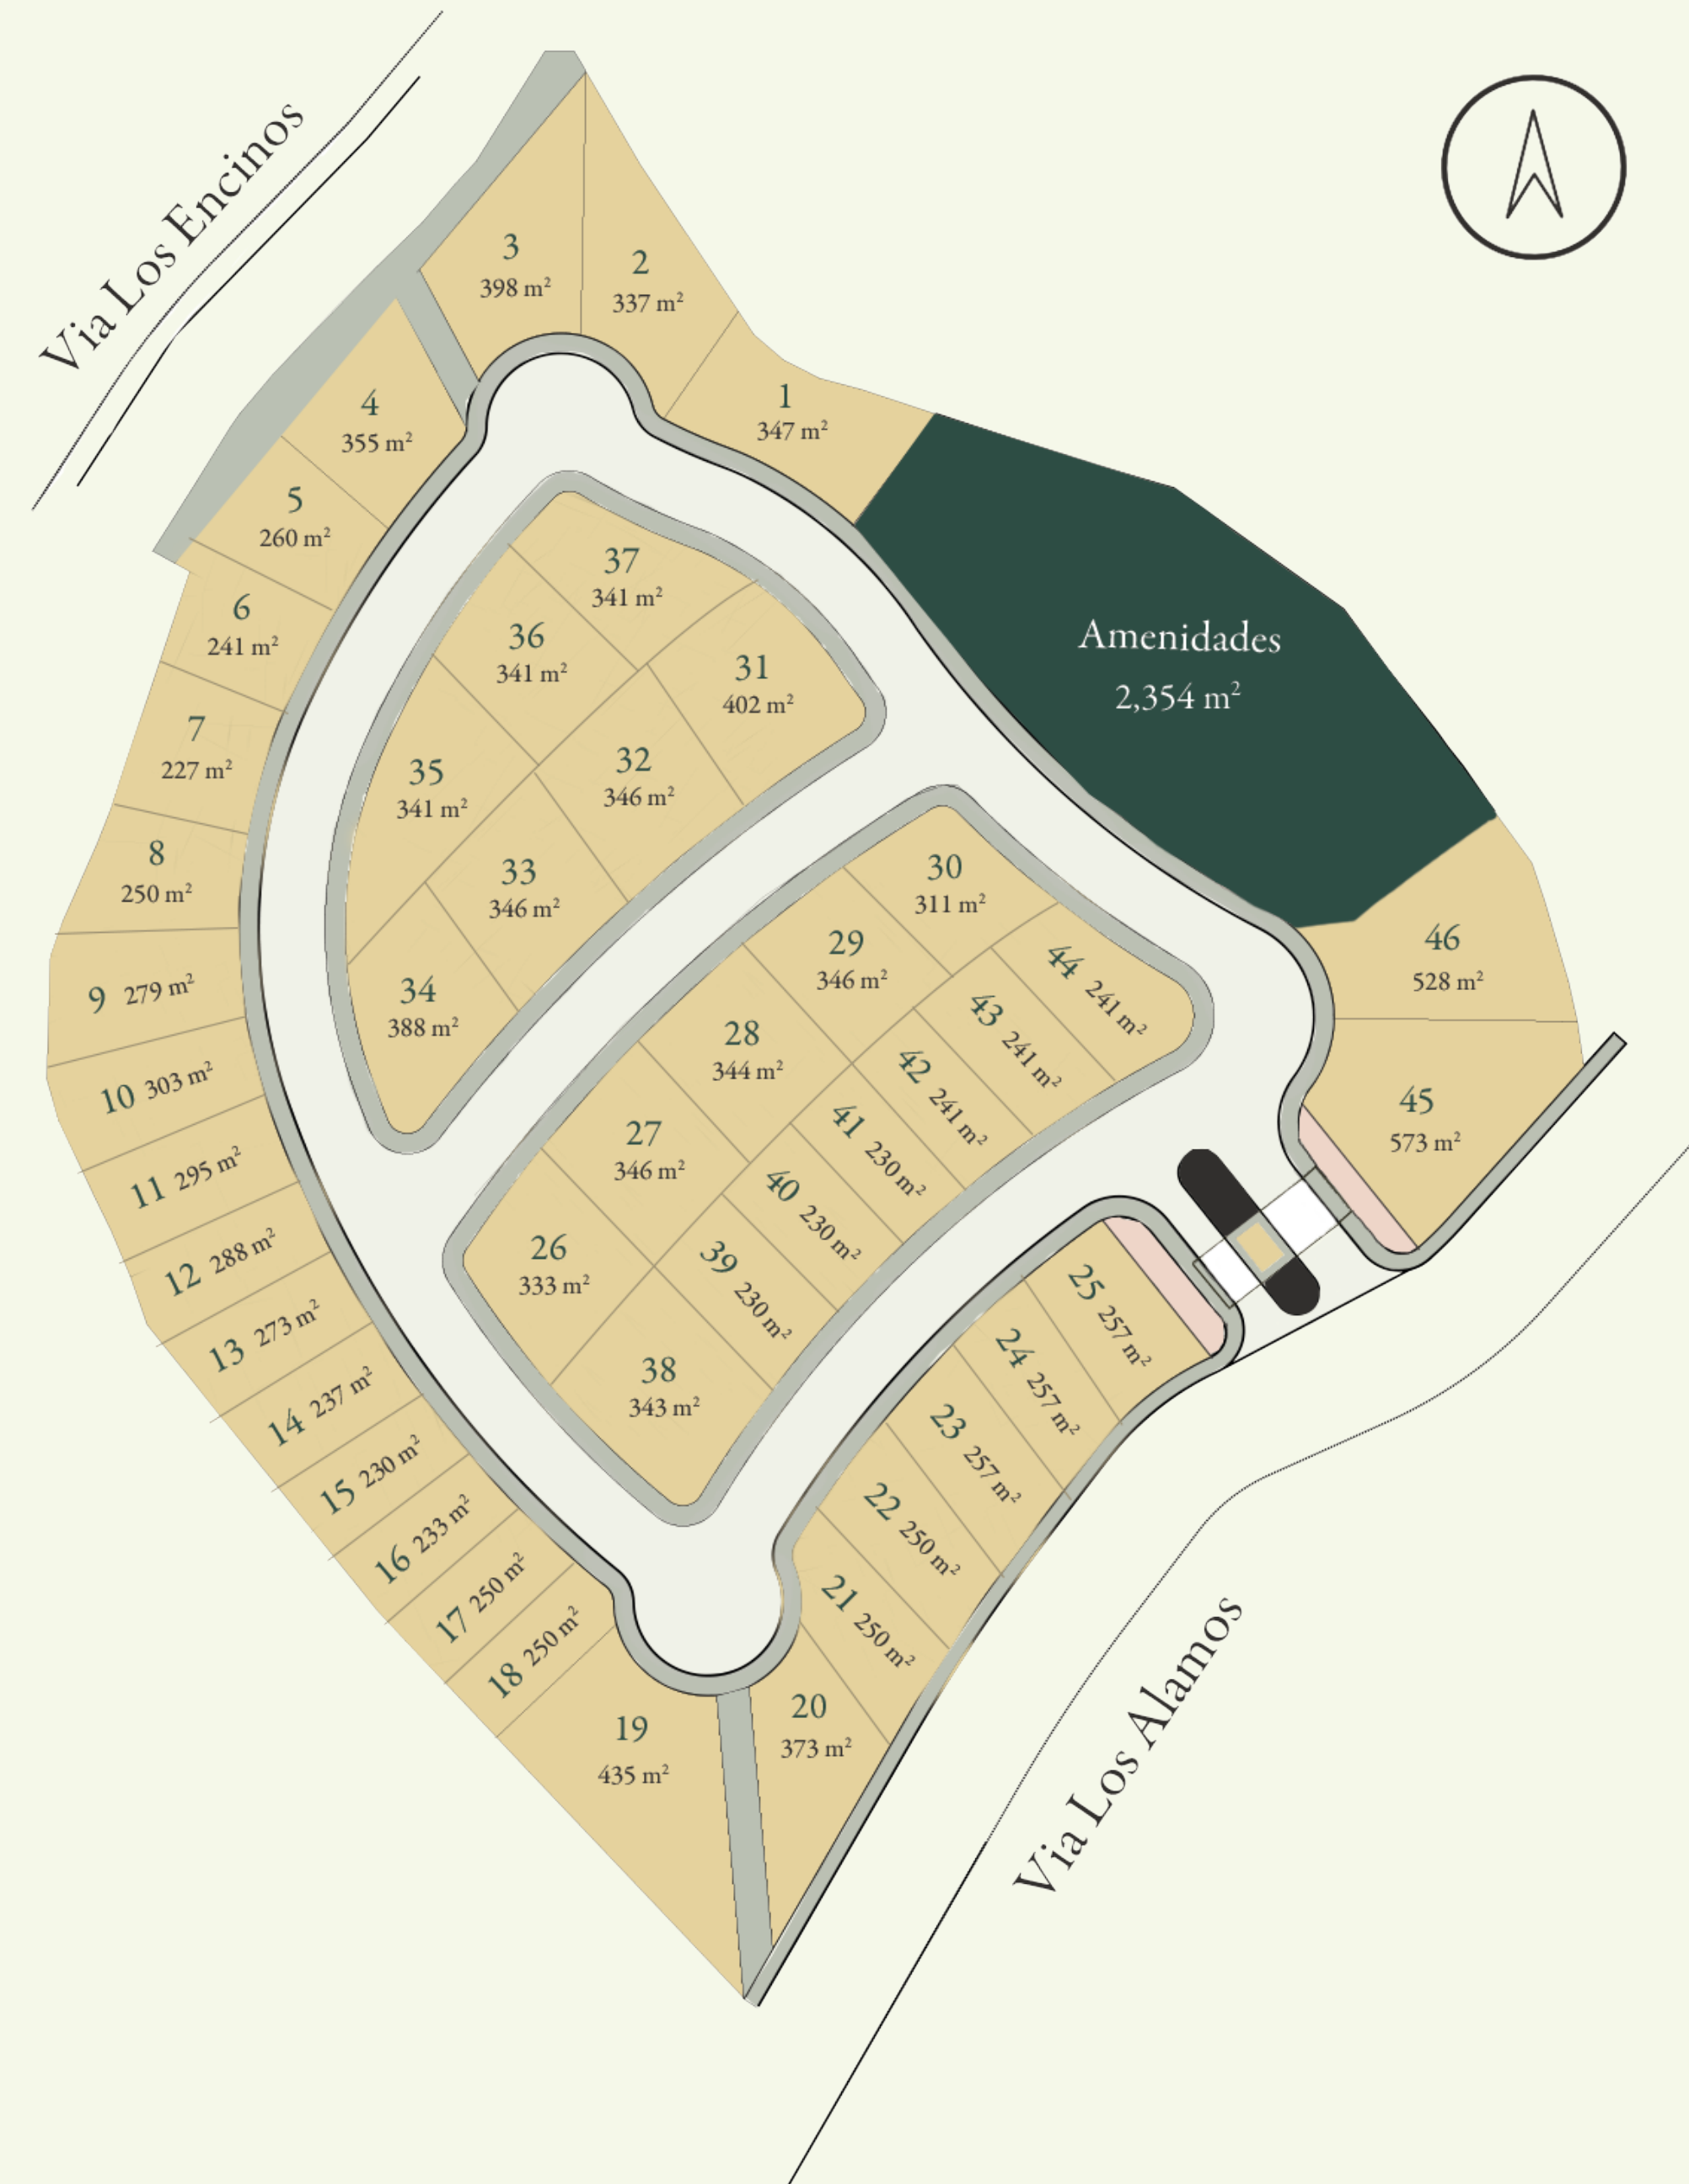 Via Los Encinos
3
398 m²
2
337 m²
1
347 m²
4
355 m²
5
260 m²
6
241 m²
7
227 m²
8
250 m²
9 279 m²
10 303 m²
11 295 m²
12 288 m²
13 273 m²
14 237 m²
15 230 m²
16 233 m²
17 250 m²
18 250 m²
19
435 m²
20
373 m²
21 250 m²
22 250 m²
23 257 m²
24 257 m²
25 257 m²
37
341 m²
36
341 m²
31
402 m²
35
341 m²
32
346 m²
33
346 m²
34
388 m²
30
311 m²
29
346 m²
28
344 m²
27
346 m²
26
333 m²
44 241 m²
43 241 m²
42 241 m²
41 230 m²
40 230 m²
39 230 m²
38
343 m²
Amenidades
2,354 m²
46
528 m²
45
573 m²
Via Los Alamos